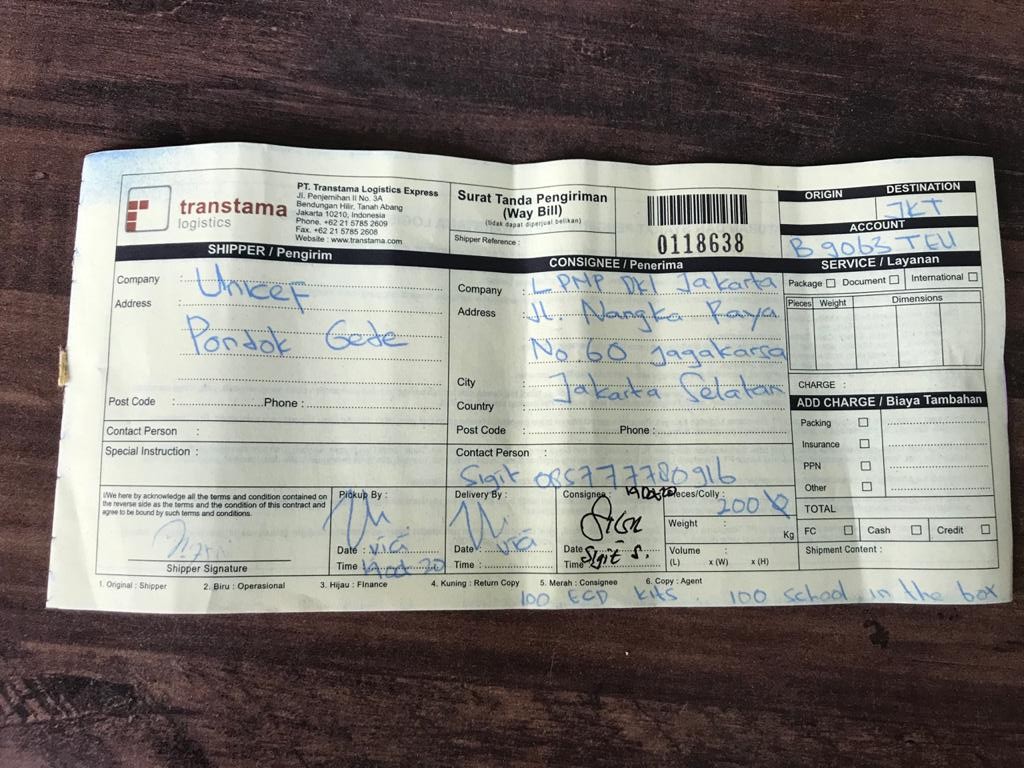 transtama
logistics
PT. Transtama Logistics Express
Jl. Penjernihan II No. 3A
Bendungan Hilir, Tanah Abang
Jakarta 10210, Indonesia
Phone. +62 21 5785 2609
Fax. +62 21 5785 2608
Website : www.transtama.com
Surat Tanda Pengiriman
(Way Bill)
(tidak dapat diperjual belikan)
Shipper Reference :
0118638
ORIGIN
DESTINATION
JKT
ACCOUNT
B 9063 TEU
SHIPPER / Pengirim
Company : Unicef
Address : Pondok Gede
Post Code : Phone :
Contact Person :
Special Instruction :
CONSIGNEE / Penerima
Company : LPMP DKI Jakarta
Address : Jl. Nangka Raya
No 60 Jagakarsa
City : Jakarta Selatan
Country :
Post Code : Phone :
Contact Person :
Sigit 085777780916
SERVICE / Layanan
Package Document International
Pieces Weight Dimensions
CHARGE :
ADD CHARGE / Biaya Tambahan
Packing
Insurance
PPN
Other
TOTAL
FC Cash Credit
Shipment Content :
I/We here by acknowledge all the terms and condition contained on
the reverse side as the terms and the condition of this contract and
agree to be bound by such terms and conditions.
Shipper Signature
Pickup By :
Date : via
Time : 19 oct 20
Delivery By :
Date : via
Time :
Consignee :
Date :
Time : Sigit S.
Pieces/Colly :
200
Weight :
Kg
Volume :
(L) x (W) x (H)
1. Original : Shipper 2. Biru : Operasional 3. Hijau : Finance 4. Kuning : Return Copy 5. Merah : Consignee 6. Copy : Agent
100 ECD Kits. 100 school in the box